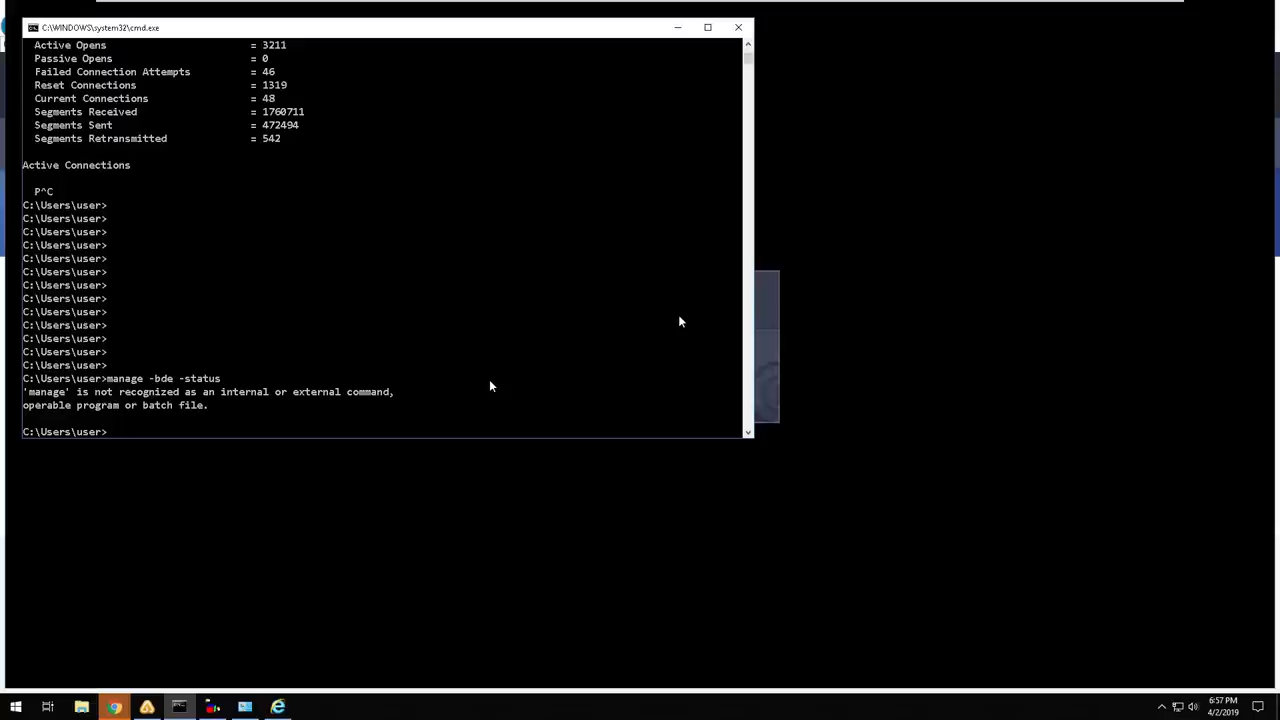 C:\WINDOWS\system32\cmd.exe
Active Opens = 3211
Passive Opens = 0
Failed Connection Attempts = 46
Reset Connections = 1319
Current Connections = 48
Segments Received = 1760711
Segments Sent = 472494
Segments Retransmitted = 542
Active Connections
P^C
C:\Users\user>
C:\Users\user>
C:\Users\user>
C:\Users\user>
C:\Users\user>
C:\Users\user>
C:\Users\user>
C:\Users\user>
C:\Users\user>
C:\Users\user>
C:\Users\user>
C:\Users\user>
C:\Users\user>
C:\Users\user>manage -bde -status
'manage' is not recognized as an internal or external command,
operable program or batch file.
C:\Users\user>
6:57 PM
4/2/2019